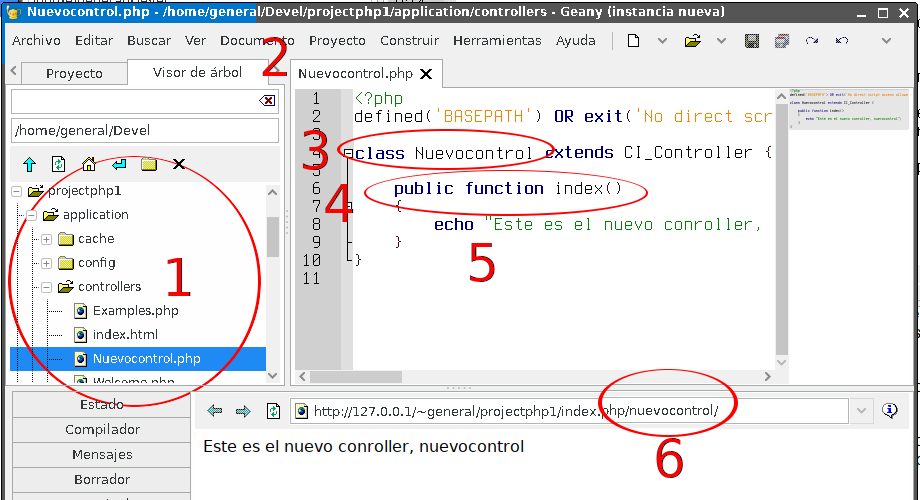 Nuevocontrol.php - /home/general/Devel/projectphp1/application/controllers - Geany (instancia nueva)
Archivo Editar Buscar Ver Documento Proyecto Construir Herramientas Ayuda
Proyecto
Visor de árbol
2
Nuevocontrol.php
/home/general/Devel
projectphp1
application
cache
config
controllers
Examples.php
index.html
Nuevocontrol.php
Welcome.php
1
1 <?php
2 defined('BASEPATH') OR exit('No direct scr
3
4 class Nuevocontrol extends CI_Controller {
5
6 public function index()
7 {
8 echo "Este es el nuevo conroller,
9 }
10 }
11
3
4
5
Estado
Compilador
Mensajes
Borrador
http://127.0.0.1/~general/projectphp1/index.php/nuevocontrol/
6
Este es el nuevo conroller, nuevocontrol